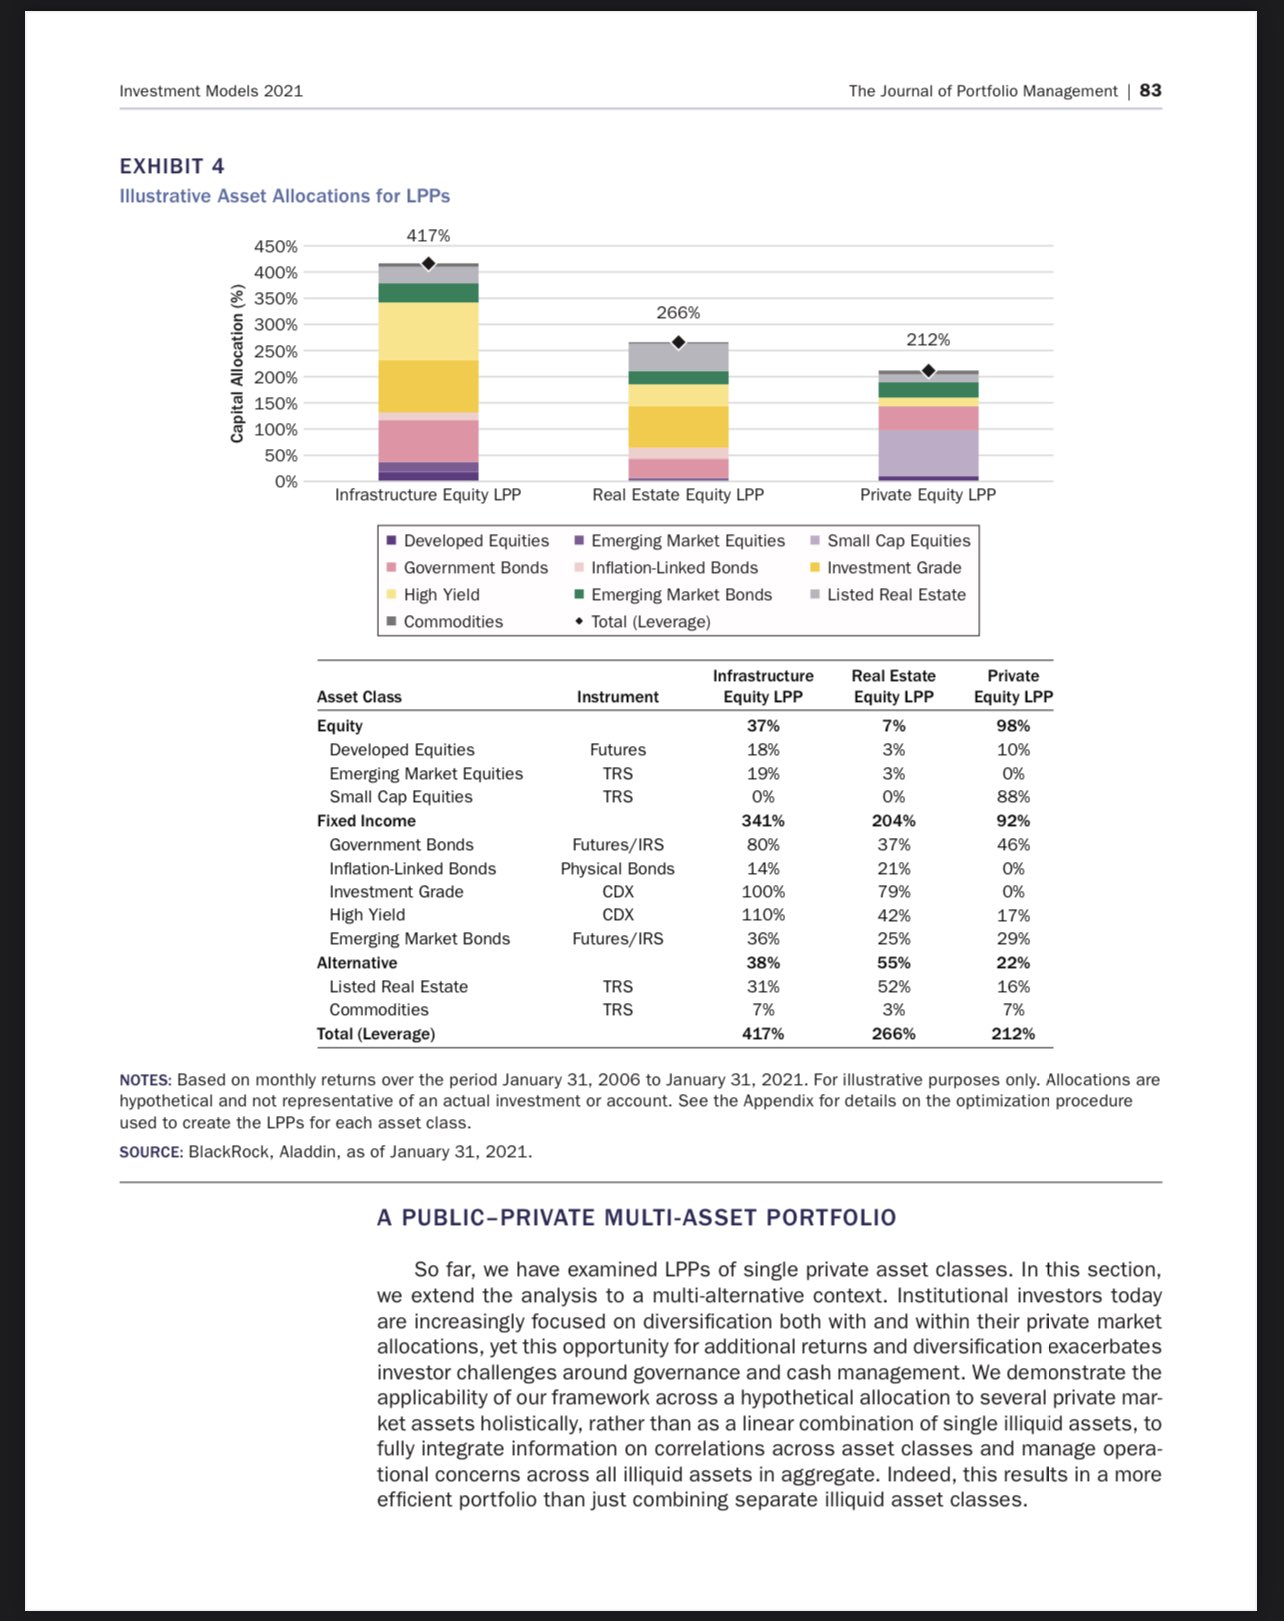 Investment Models 2021
The Journal of Portfolio Management | 83
EXHIBIT 4
Illustrative Asset Allocations for LPPs
Capital Allocation (%)
450%
400%
350%
300%
250%
200%
150%
100%
50%
0%
417%
266%
212%
Infrastructure Equity LPP
Real Estate Equity LPP
Private Equity LPP
Developed Equities Emerging Market Equities Small Cap Equities
Government Bonds Inflation-Linked Bonds Investment Grade
High Yield Emerging Market Bonds Listed Real Estate
Commodities Total (Leverage)
Infrastructure Real Estate Private
Asset Class Instrument Equity LPP Equity LPP Equity LPP
Equity 37% 7% 98%
Developed Equities Futures 18% 3% 10%
Emerging Market Equities TRS 19% 3% 0%
Small Cap Equities TRS 0% 0% 88%
Fixed Income 341% 204% 92%
Government Bonds Futures/IRS 80% 37% 46%
Inflation-Linked Bonds Physical Bonds 14% 21% 0%
Investment Grade CDX 100% 79% 0%
High Yield CDX 110% 42% 17%
Emerging Market Bonds Futures/IRS 36% 25% 29%
Alternative 38% 55% 22%
Listed Real Estate TRS 31% 52% 16%
Commodities TRS 7% 3% 7%
Total (Leverage) 417% 266% 212%
NOTES: Based on monthly returns over the period January 31, 2006 to January 31, 2021. For illustrative purposes only. Allocations are
hypothetical and not representative of an actual investment or account. See the Appendix for details on the optimization procedure
used to create the LPPs for each asset class.
SOURCE: BlackRock, Aladdin, as of January 31, 2021.
A PUBLIC–PRIVATE MULTI-ASSET PORTFOLIO
So far, we have examined LPPs of single private asset classes. In this section,
we extend the analysis to a multi-alternative context. Institutional investors today
are increasingly focused on diversification both with and within their private market
allocations, yet this opportunity for additional returns and diversification exacerbates
investor challenges around governance and cash management. We demonstrate the
applicability of our framework across a hypothetical allocation to several private mar-
ket assets holistically, rather than as a linear combination of single illiquid assets, to
fully integrate information on correlations across asset classes and manage opera-
tional concerns across all illiquid assets in aggregate. Indeed, this results in a more
efficient portfolio than just combining separate illiquid asset classes.